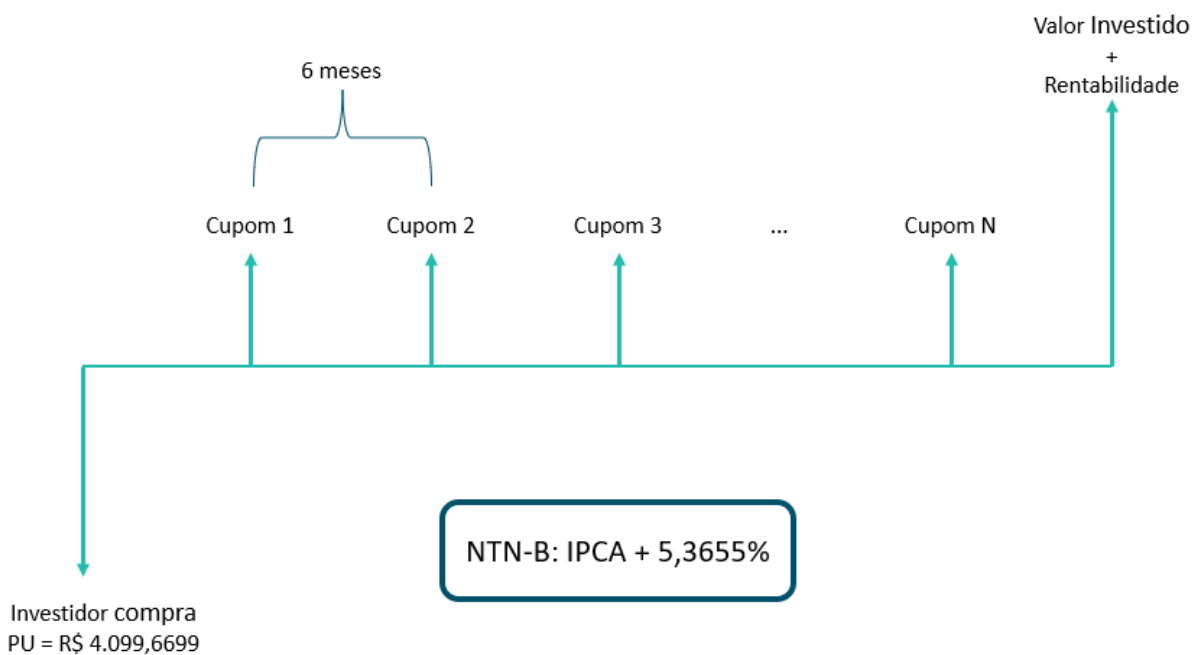 Valor Investido
+
Rentabilidade
6 meses
Cupom 1
Cupom 2
Cupom 3
...
Cupom N
NTN-B: IPCA + 5,3655%
Investidor compra
PU = R$ 4.099,6699